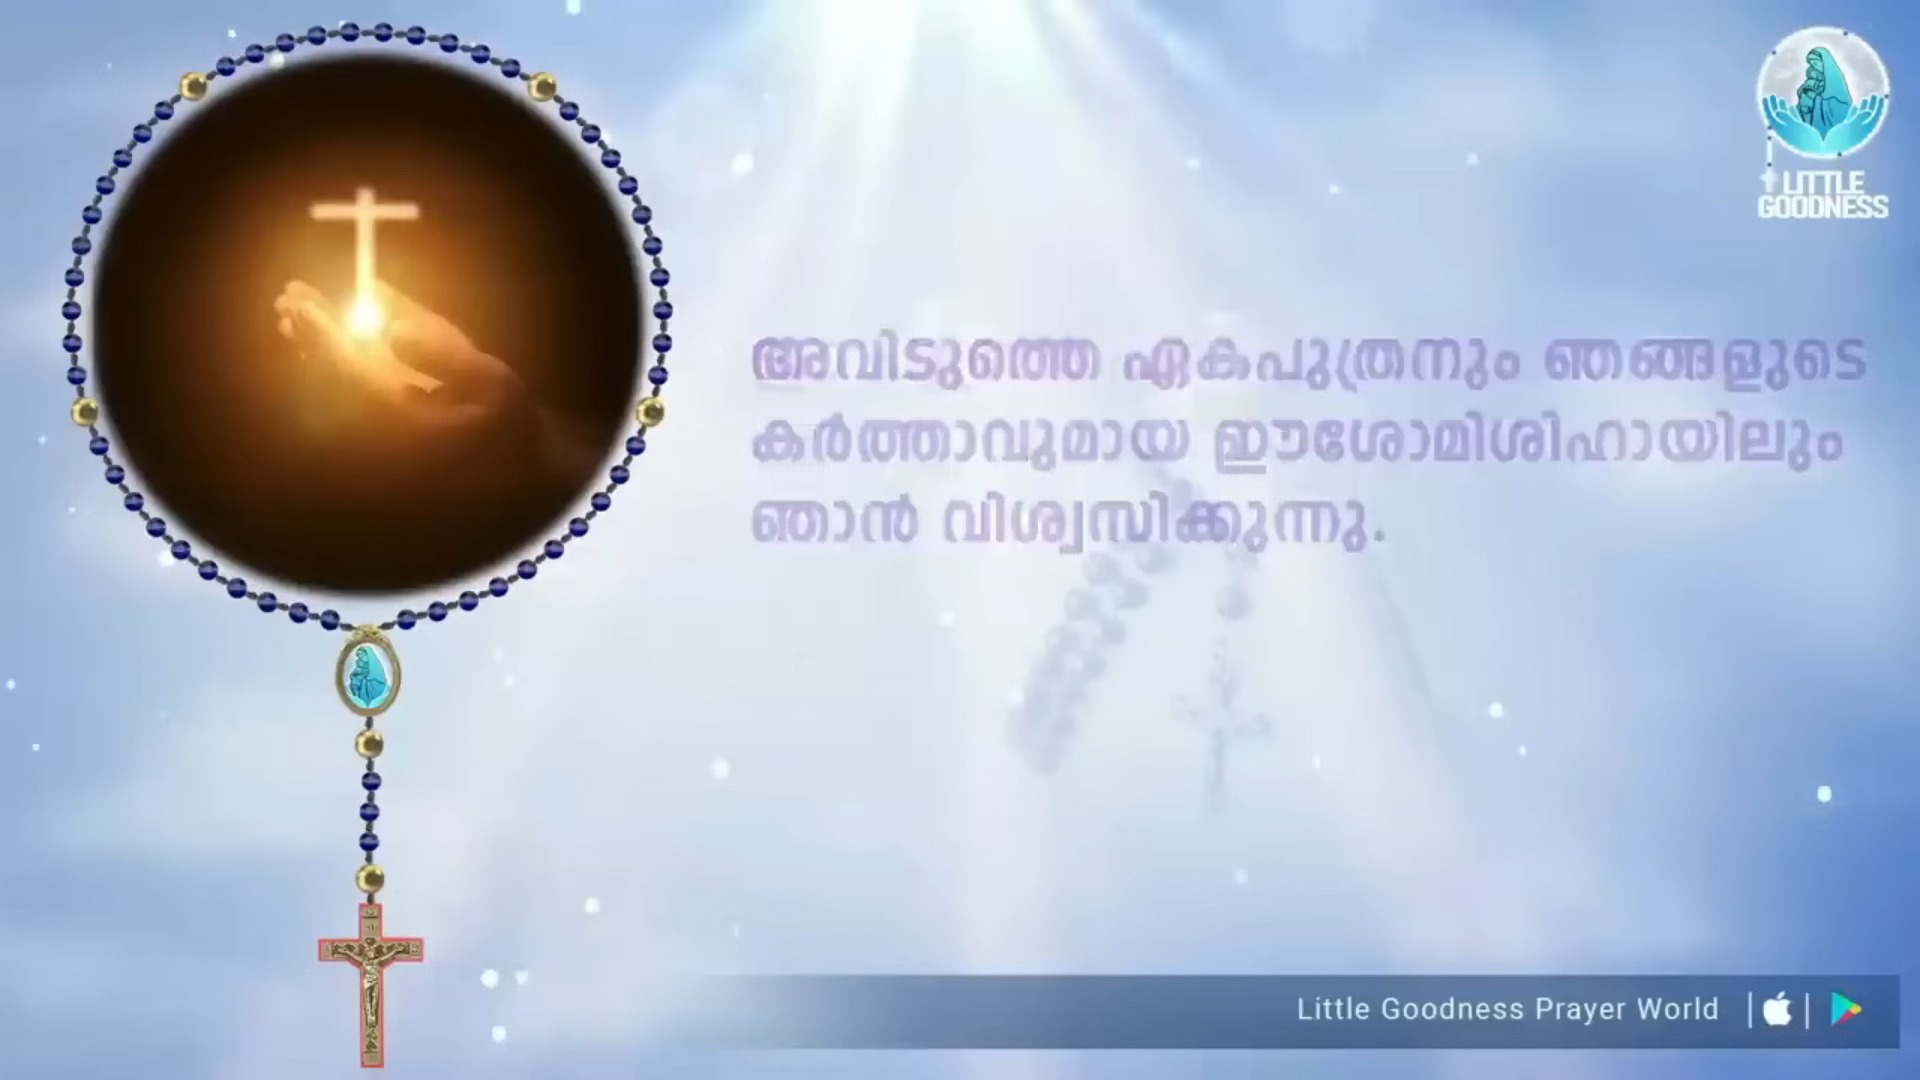 LITTLE
GOODNESS
അവിടുത്തെ ഏകപുത്രനും ഞങ്ങളുടെ
കർത്താവുമായ ഈശോമിശിഹായിലും
ഞാൻ വിശ്വസിക്കുന്നു.
Little Goodness Prayer World